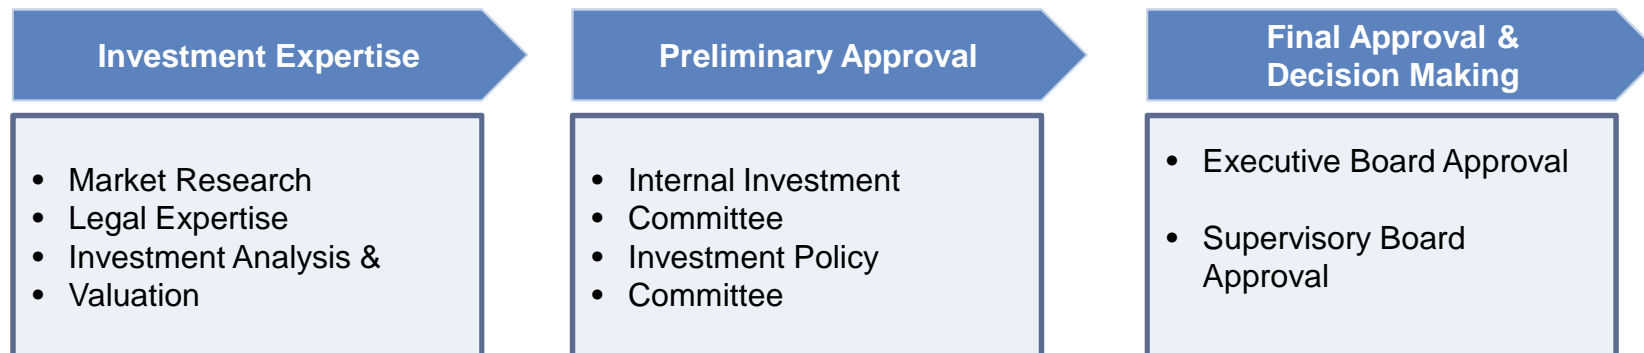 Investment Expertise
• Market Research
• Legal Expertise
• Investment Analysis &
• Valuation
Preliminary Approval
• Internal Investment
• Committee
• Investment Policy
• Committee
Final Approval &
Decision Making
• Executive Board Approval
• Supervisory Board
Approval